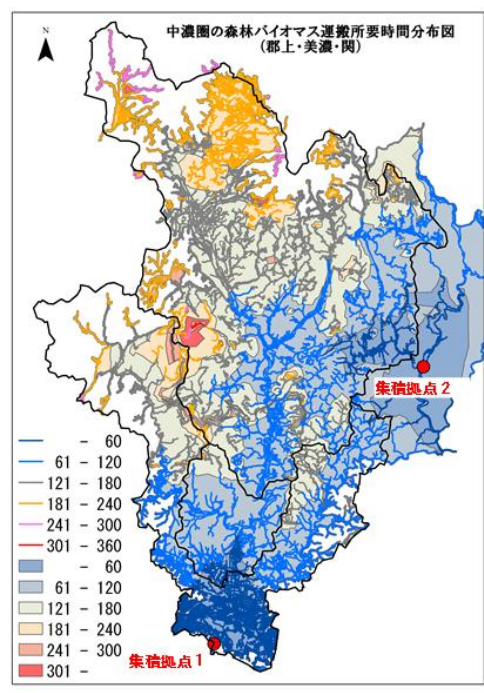 中濃圏の森林バイオマス運搬所要時間分布図
(郡上・美濃・関)
N
集積拠点2
- 60
61 - 120
121 - 180
181 - 240
241 - 300
301 - 360
- 60
61 - 120
121 - 180
181 - 240
241 - 300
301 -
集積拠点1